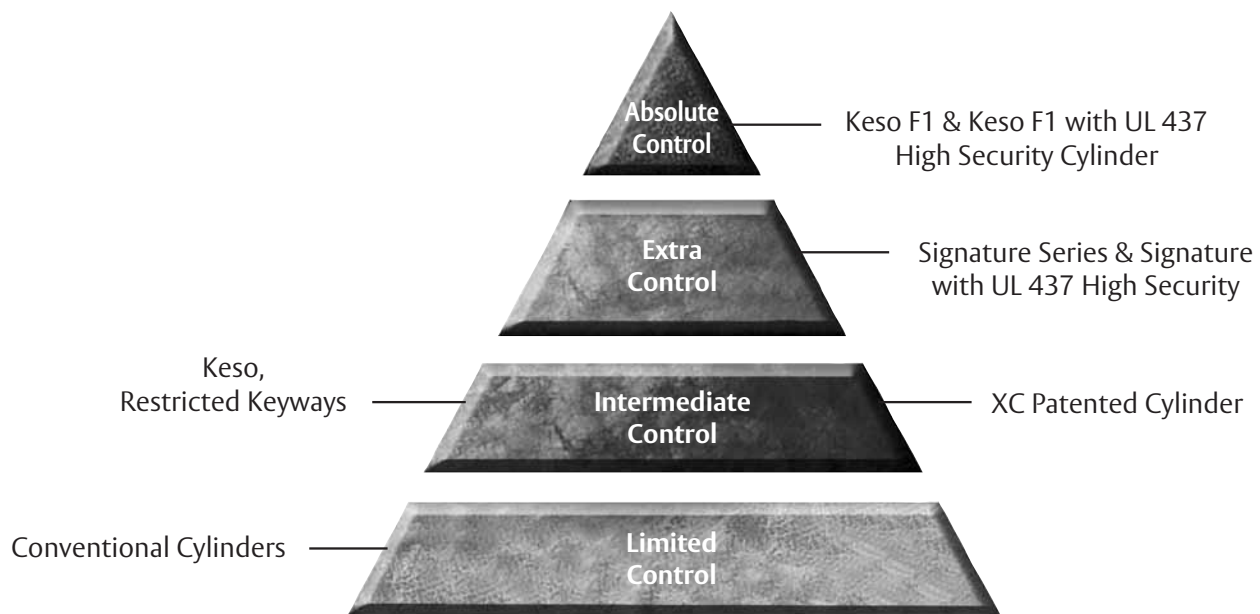 Absolute
Control
Keso F1 & Keso F1 with UL 437
High Security Cylinder
Extra
Control
Signature Series & Signature
with UL 437 High Security
Keso,
Restricted Keyways
Intermediate
Control
XC Patented Cylinder
Conventional Cylinders
Limited
Control